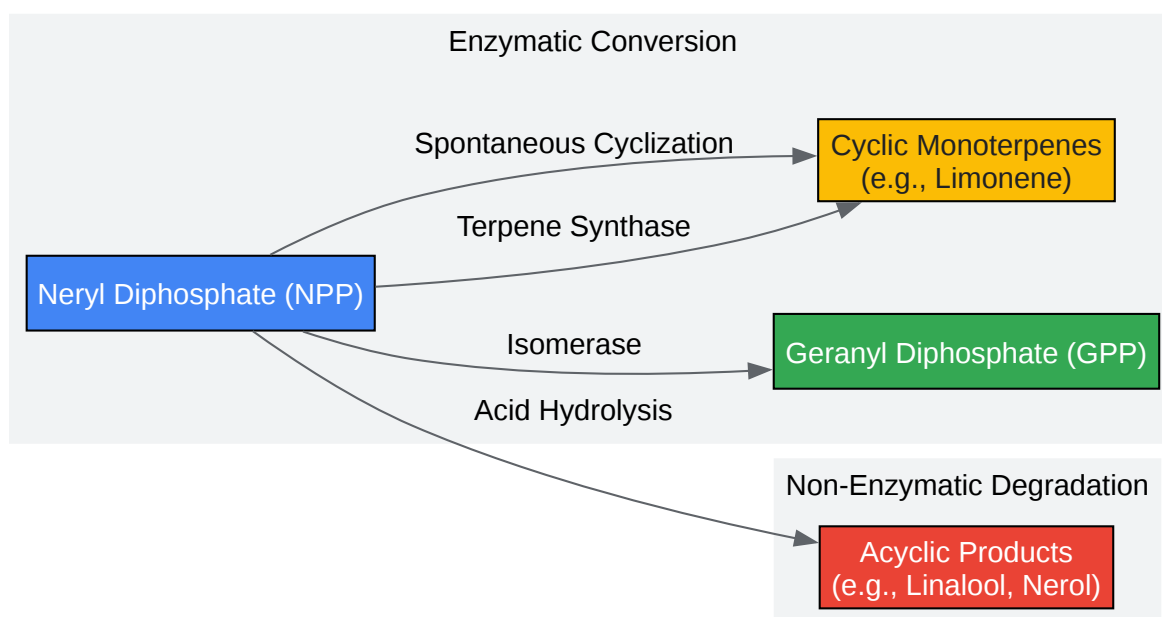 Enzymatic Conversion
Spontaneous Cyclization
Cyclic Monoterpenes
(e.g., Limonene)
Terpene Synthase
Neryl Diphosphate (NPP)
Isomerase
Geranyl Diphosphate (GPP)
Acid Hydrolysis
Non-Enzymatic Degradation
Acyclic Products
(e.g., Linalool, Nerol)